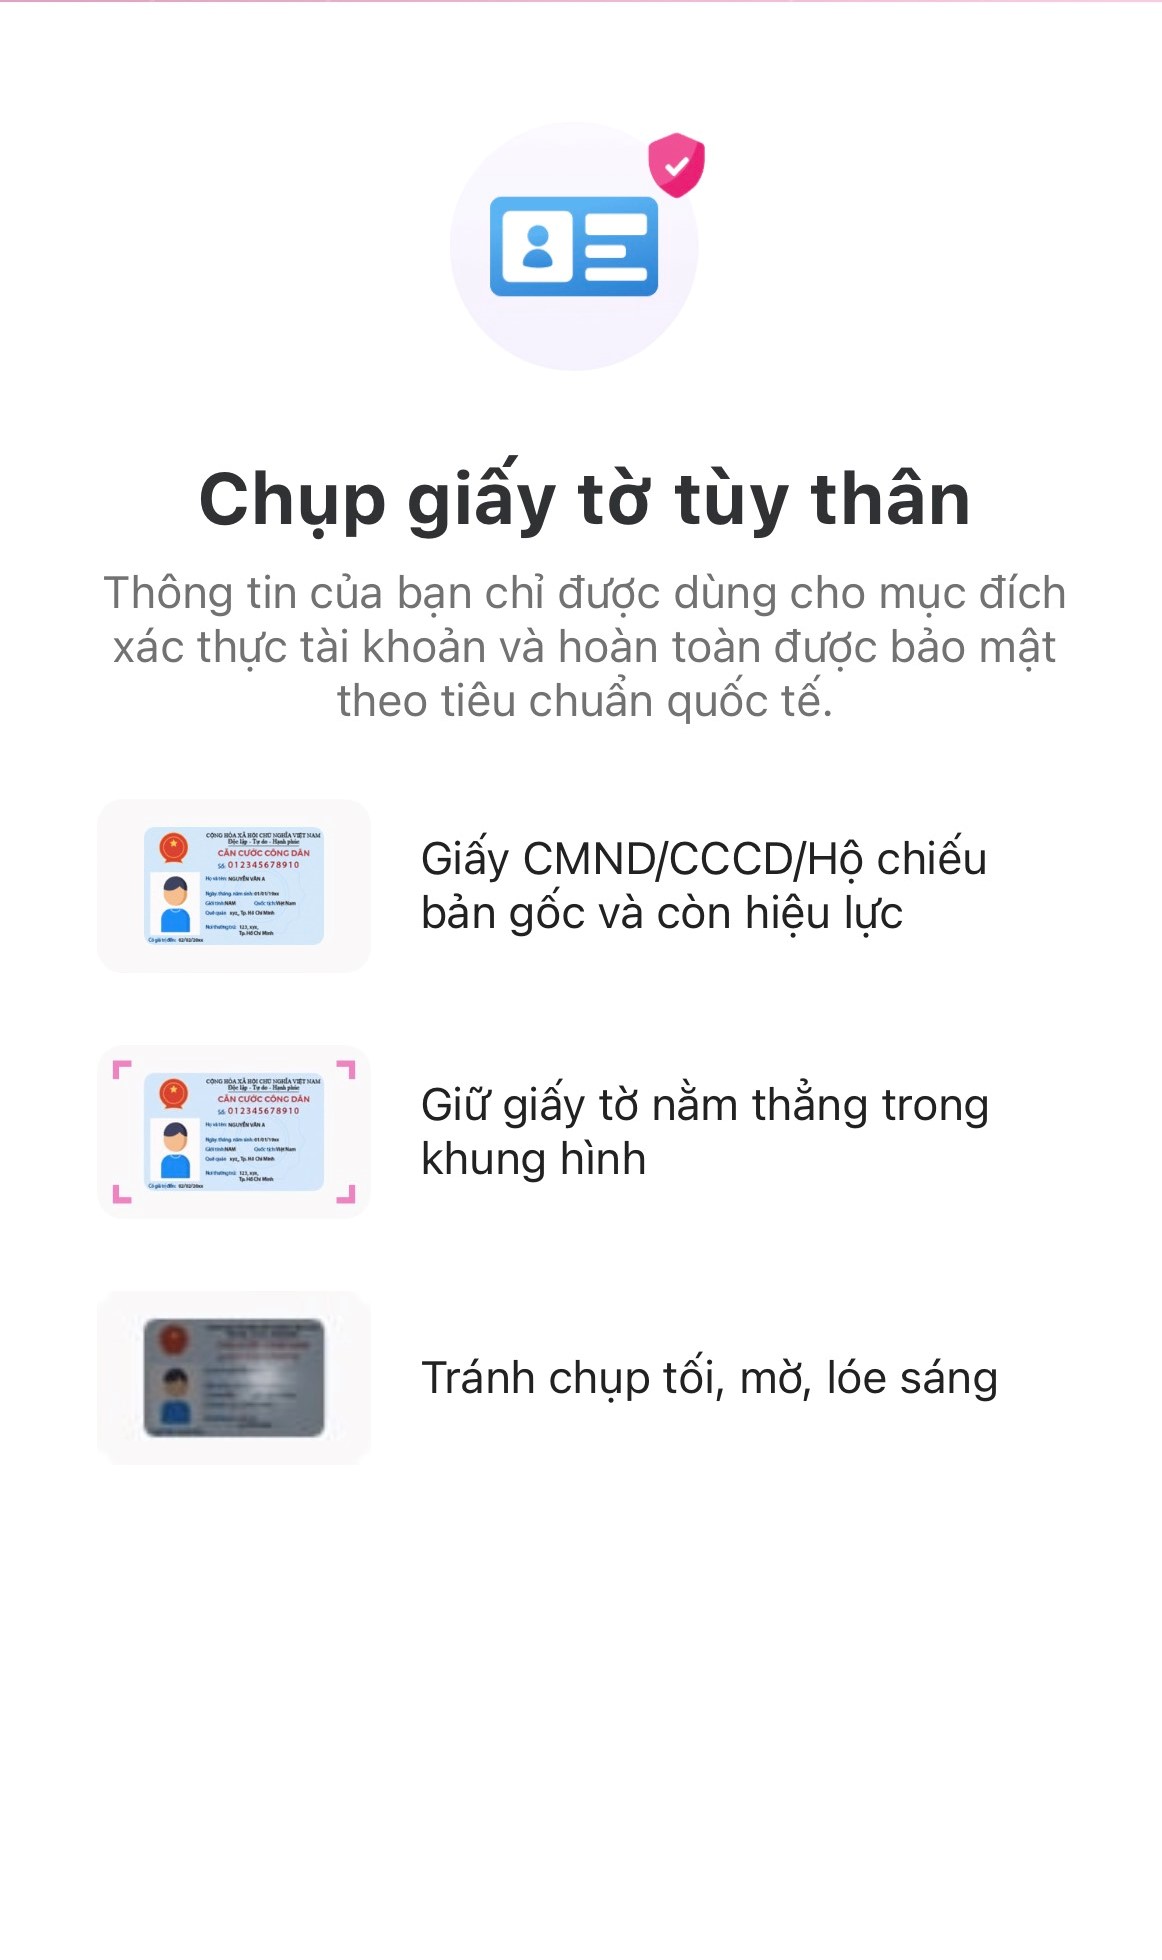 Chụp giấy tờ tùy thân
Thông tin của bạn chỉ được dùng cho mục đích
xác thực tài khoản và hoàn toàn được bảo mật
theo tiêu chuẩn quốc tế.
CỘNG HÒA XÃ HỘI CHỦ NGHĨA VIỆT NAM
Độc lập - Tự do - Hạnh phúc
CĂN CƯỚC CÔNG DÂN
Số: 012345678910
Họ và tên: NGUYỄN VĂN A
Ngày tháng năm sinh: 01/01/19xx
Giới tính: NAM Quốc tịch: Việt Nam
Quê quán xyz, Tp. Hồ Chí Minh
Nơi thường trú: 123, xyz,
Tp. Hồ Chí Minh
Có giá trị đến: 02/02/20xx
Giấy CMND/CCCD/Hộ chiếu
bản gốc và còn hiệu lực
CỘNG HÒA XÃ HỘI CHỦ NGHĨA VIỆT NAM
Độc lập - Tự do - Hạnh phúc
CĂN CƯỚC CÔNG DÂN
Số: 012345678910
Họ và tên: NGUYỄN VĂN A
Ngày tháng năm sinh: 01/01/19xx
Giới tính: NAM Quốc tịch: Việt Nam
Quê quán xyz, Tp. Hồ Chí Minh
Nơi thường trú: 123, xyz,
Tp. Hồ Chí Minh
Có giá trị đến: 02/02/20xx
Giữ giấy tờ nằm thẳng trong
khung hình
Tránh chụp tối, mờ, lóe sáng